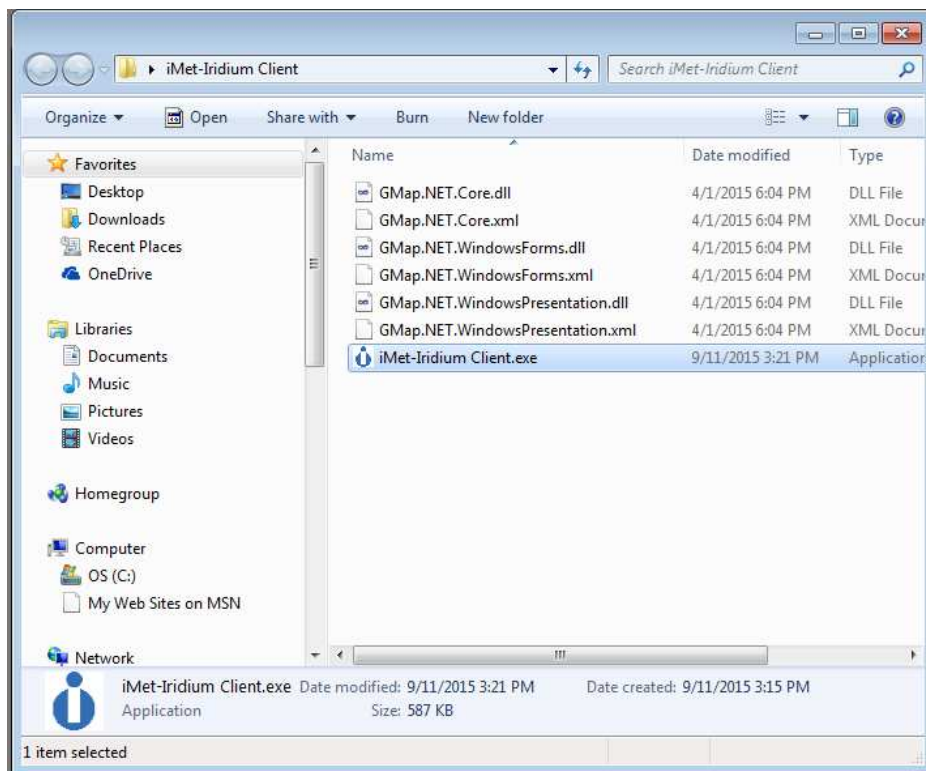 iMet-Iridium Client
Search iMet-Iridium Client
Organize Open Share with Burn New folder
Favorites
Desktop
Downloads
Recent Places
OneDrive
Libraries
Documents
Music
Pictures
Videos
Homegroup
Computer
OS (C:)
My Web Sites on MSN
Network
Name Date modified Type
GMap.NET.Core.dll 4/1/2015 6:04 PM DLL File
GMap.NET.Core.xml 4/1/2015 6:04 PM XML Docur
GMap.NET.WindowsForms.dll 4/1/2015 6:04 PM DLL File
GMap.NET.WindowsForms.xml 4/1/2015 6:04 PM XML Docur
GMap.NET.WindowsPresentation.dll 4/1/2015 6:04 PM DLL File
GMap.NET.WindowsPresentation.xml 4/1/2015 6:04 PM XML Docur
iMet-Iridium Client.exe 9/11/2015 3:21 PM Application
iMet-Iridium Client.exe Date modified: 9/11/2015 3:21 PM Date created: 9/11/2015 3:15 PM
Application Size: 587 KB
1 item selected